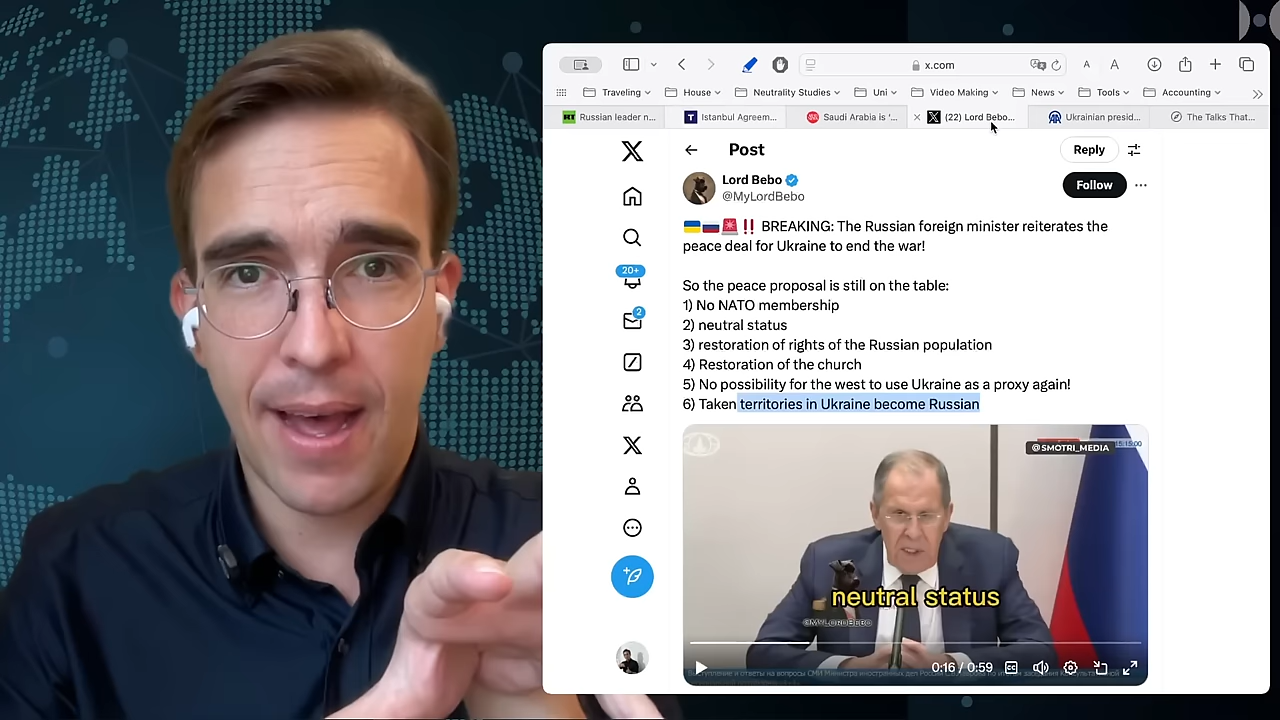 x.com
A A
Traveling House Neutrality Studies Uni Video Making News Tools Accounting
RT Russian leader n... T Istanbul Agreem... Saudi Arabia is '... (22) Lord Bebo... Ukrainian presid... The Talks That...
Post
Reply
Lord Bebo
@MyLordBebo
Follow
🇺🇦🇷🇺🚨‼️ BREAKING: The Russian foreign minister reiterates the
peace deal for Ukraine to end the war!
So the peace proposal is still on the table:
1) No NATO membership
2) neutral status
3) restoration of rights of the Russian population
4) Restoration of the church
5) No possibility for the west to use Ukraine as a proxy again!
6) Taken territories in Ukraine become Russian
20+
2
@SMOTRI_MEDIA
15:15:00
neutral status
@MYLORDBEBO
0:16 / 0:59